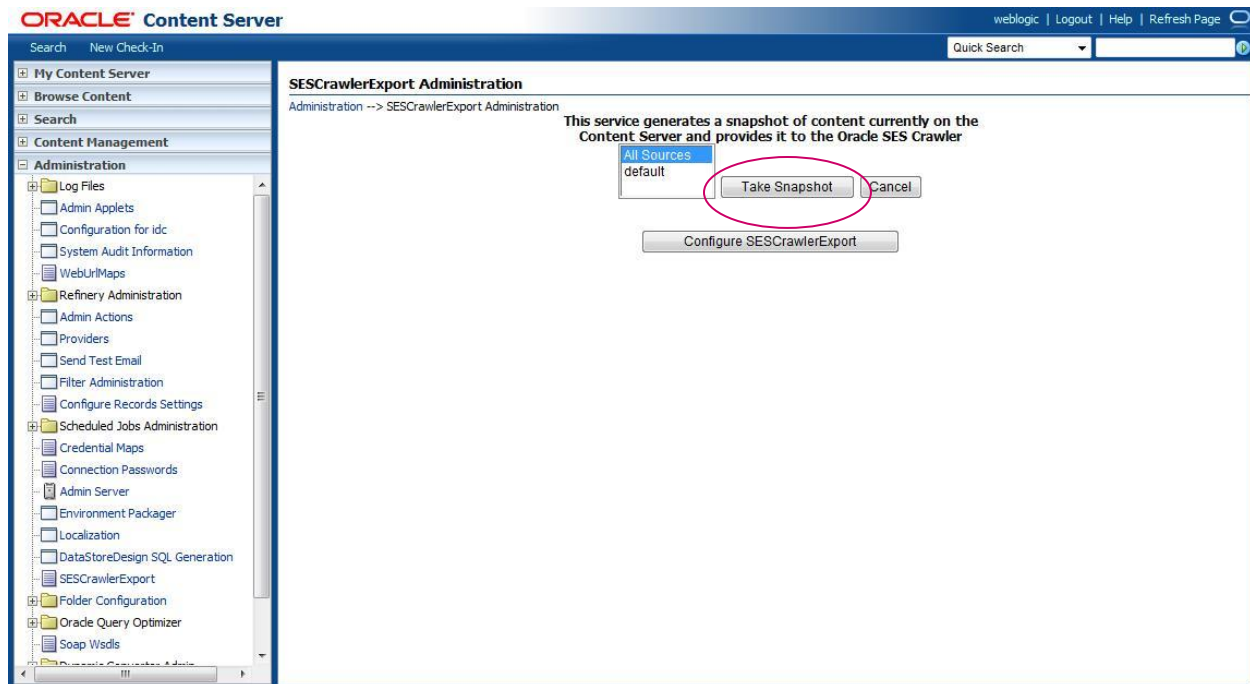 ORACLE Content Server
weblogic | Logout | Help | Refresh Page
Search New Check-In
Quick Search
My Content Server
Browse Content
Search
Content Management
Administration
Log Files
Admin Applets
Configuration for idc
System Audit Information
WebUrlMaps
Refinery Administration
Admin Actions
Providers
Send Test Email
Filter Administration
Configure Records Settings
Scheduled Jobs Administration
Credential Maps
Connection Passwords
Admin Server
Environment Packager
Localization
DataStoreDesign SQL Generation
SESCrawlerExport
Folder Configuration
Oracle Query Optimizer
Soap Wsdls
Dynamic Converter Admin
SESCrawlerExport Administration
Administration --> SESCrawlerExport Administration
This service generates a snapshot of content currently on the
Content Server and provides it to the Oracle SES Crawler
All Sources
default
Take Snapshot Cancel
Configure SESCrawlerExport